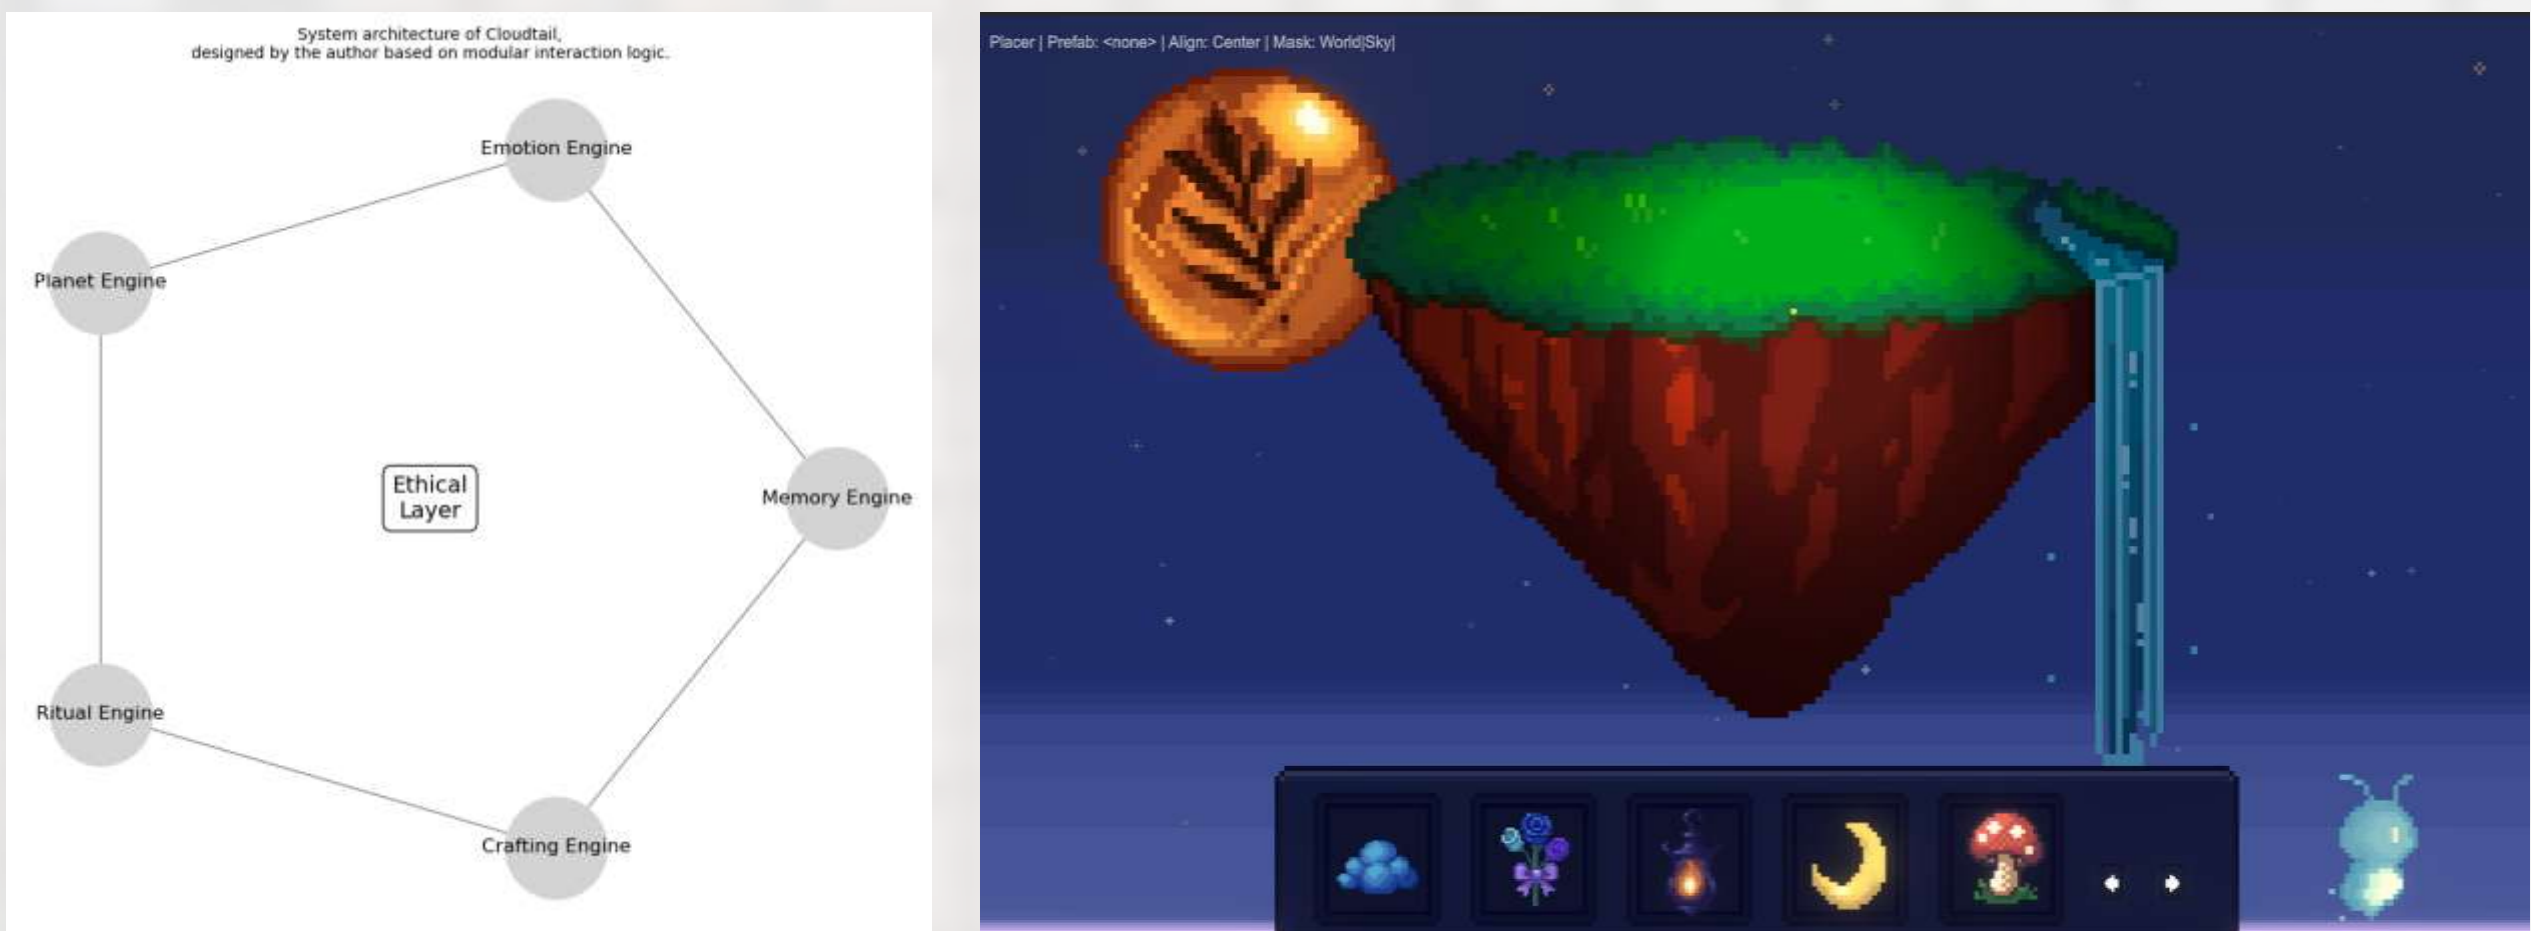 System architecture of Cloudtail,
designed by the author based on modular interaction logic.
Emotion Engine
Planet Engine
Ethical
Layer
Memory Engine
Ritual Engine
Crafting Engine
Placer | Prefab: <none> | Align: Center | Mask: World|Sky|